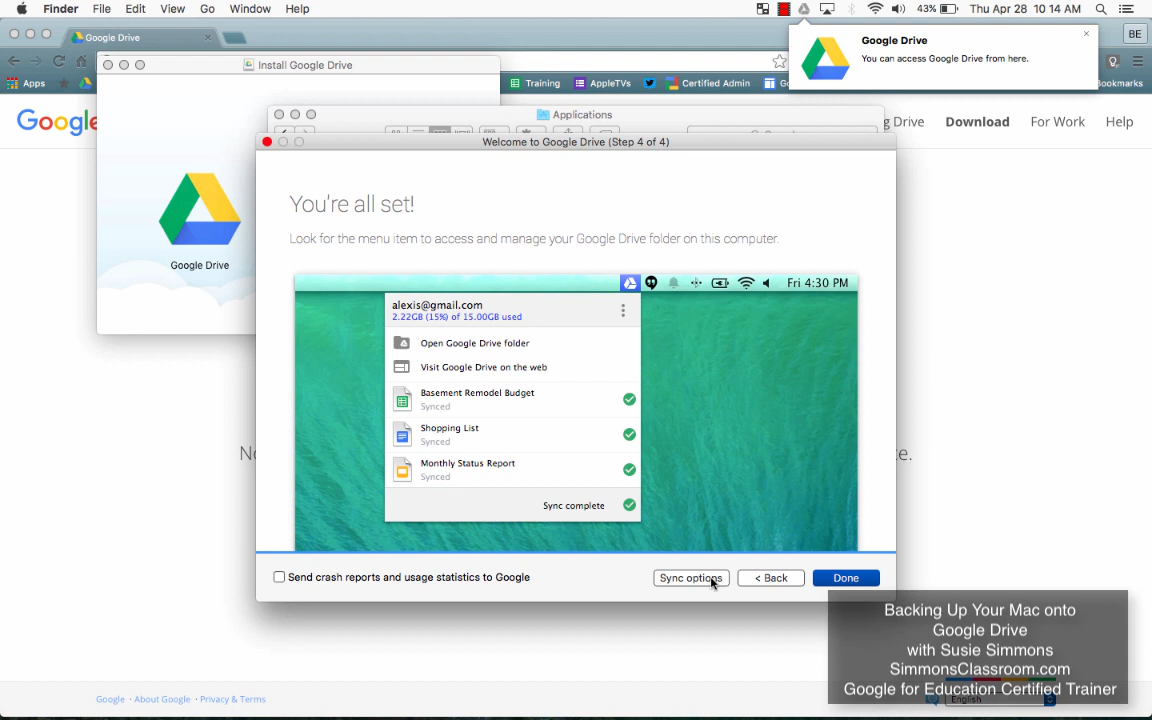 Finder File Edit View Go Window Help 43% Thu Apr 28 10:14 AM
Google Drive
BE
Install Google Drive
Google Drive
You can access Google Drive from here.
Apps Training AppleTVs Certified Admin Bookmarks
Google
Applications
Drive Download For Work Help
Welcome to Google Drive (Step 4 of 4)
You're all set!
Look for the menu item to access and manage your Google Drive folder on this computer.
Google Drive
Fri 4:30 PM
alexis@gmail.com
2.22GB (15%) of 15.00GB used
Open Google Drive folder
Visit Google Drive on the web
Basement Remodel Budget
Synced
Shopping List
Synced
Monthly Status Report
Synced
Sync complete
Send crash reports and usage statistics to Google
Sync options
< Back
Done
Backing Up Your Mac onto
Google Drive
with Susie Simmons
SimmonsClassroom.com
Google for Education Certified Trainer
Google · About Google · Privacy & Terms
English